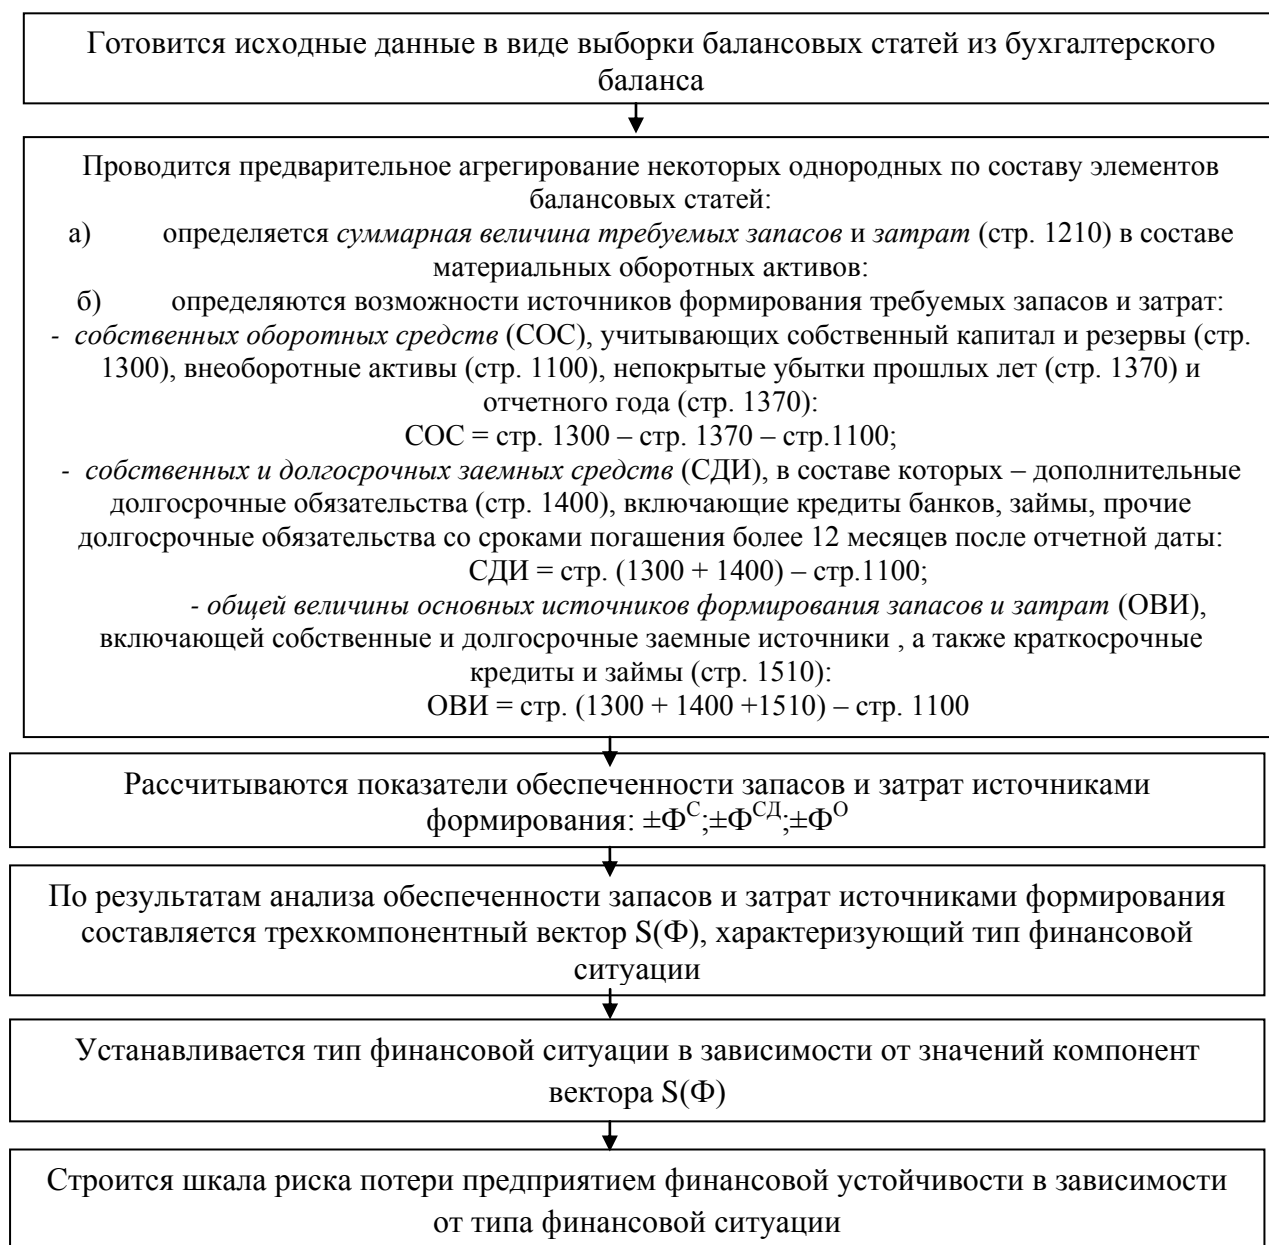 Готовится исходные данные в виде выборки балансовых статей из бухгалтерского
баланса
Проводится предварительное агрегирование некоторых однородных по составу элементов
балансовых статей:
а) определяется суммарная величина требуемых запасов и затрат (стр. 1210) в составе
материальных оборотных активов:
б) определяются возможности источников формирования требуемых запасов и затрат:
- собственных оборотных средств (СОС), учитывающих собственный капитал и резервы (стр.
1300), внеоборотные активы (стр. 1100), непокрытые убытки прошлых лет (стр. 1370) и
отчетного года (стр. 1370):
СОС = стр. 1300 – стр. 1370 – стр.1100;
- собственных и долгосрочных заемных средств (СДИ), в составе которых – дополнительные
долгосрочные обязательства (стр. 1400), включающие кредиты банков, займы, прочие
долгосрочные обязательства со сроками погашения более 12 месяцев после отчетной даты:
СДИ = стр. (1300 + 1400) – стр.1100;
- общей величины основных источников формирования запасов и затрат (ОВИ),
включающей собственные и долгосрочные заемные источники , а также краткосрочные
кредиты и займы (стр. 1510):
ОВИ = стр. (1300 + 1400 +1510) – стр. 1100
Рассчитываются показатели обеспеченности запасов и затрат источниками
формирования: ±Ф^С;±Ф^СД;±Ф^О
По результатам анализа обеспеченности запасов и затрат источниками формирования
составляется трехкомпонентный вектор S(Ф), характеризующий тип финансовой
ситуации
Устанавливается тип финансовой ситуации в зависимости от значений компонент
вектора S(Ф)
Строится шкала риска потери предприятием финансовой устойчивости в зависимости
от типа финансовой ситуации